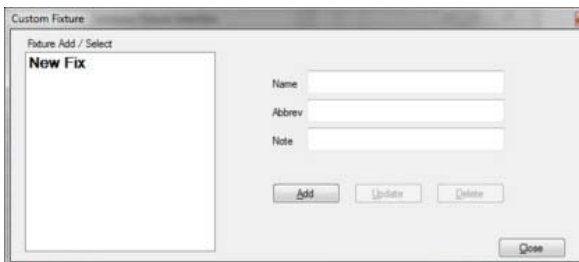 Custom Fixture
Fixture Add / Select
New Fix
Name
Abbrev
Note
Add
Update
Delete
Close